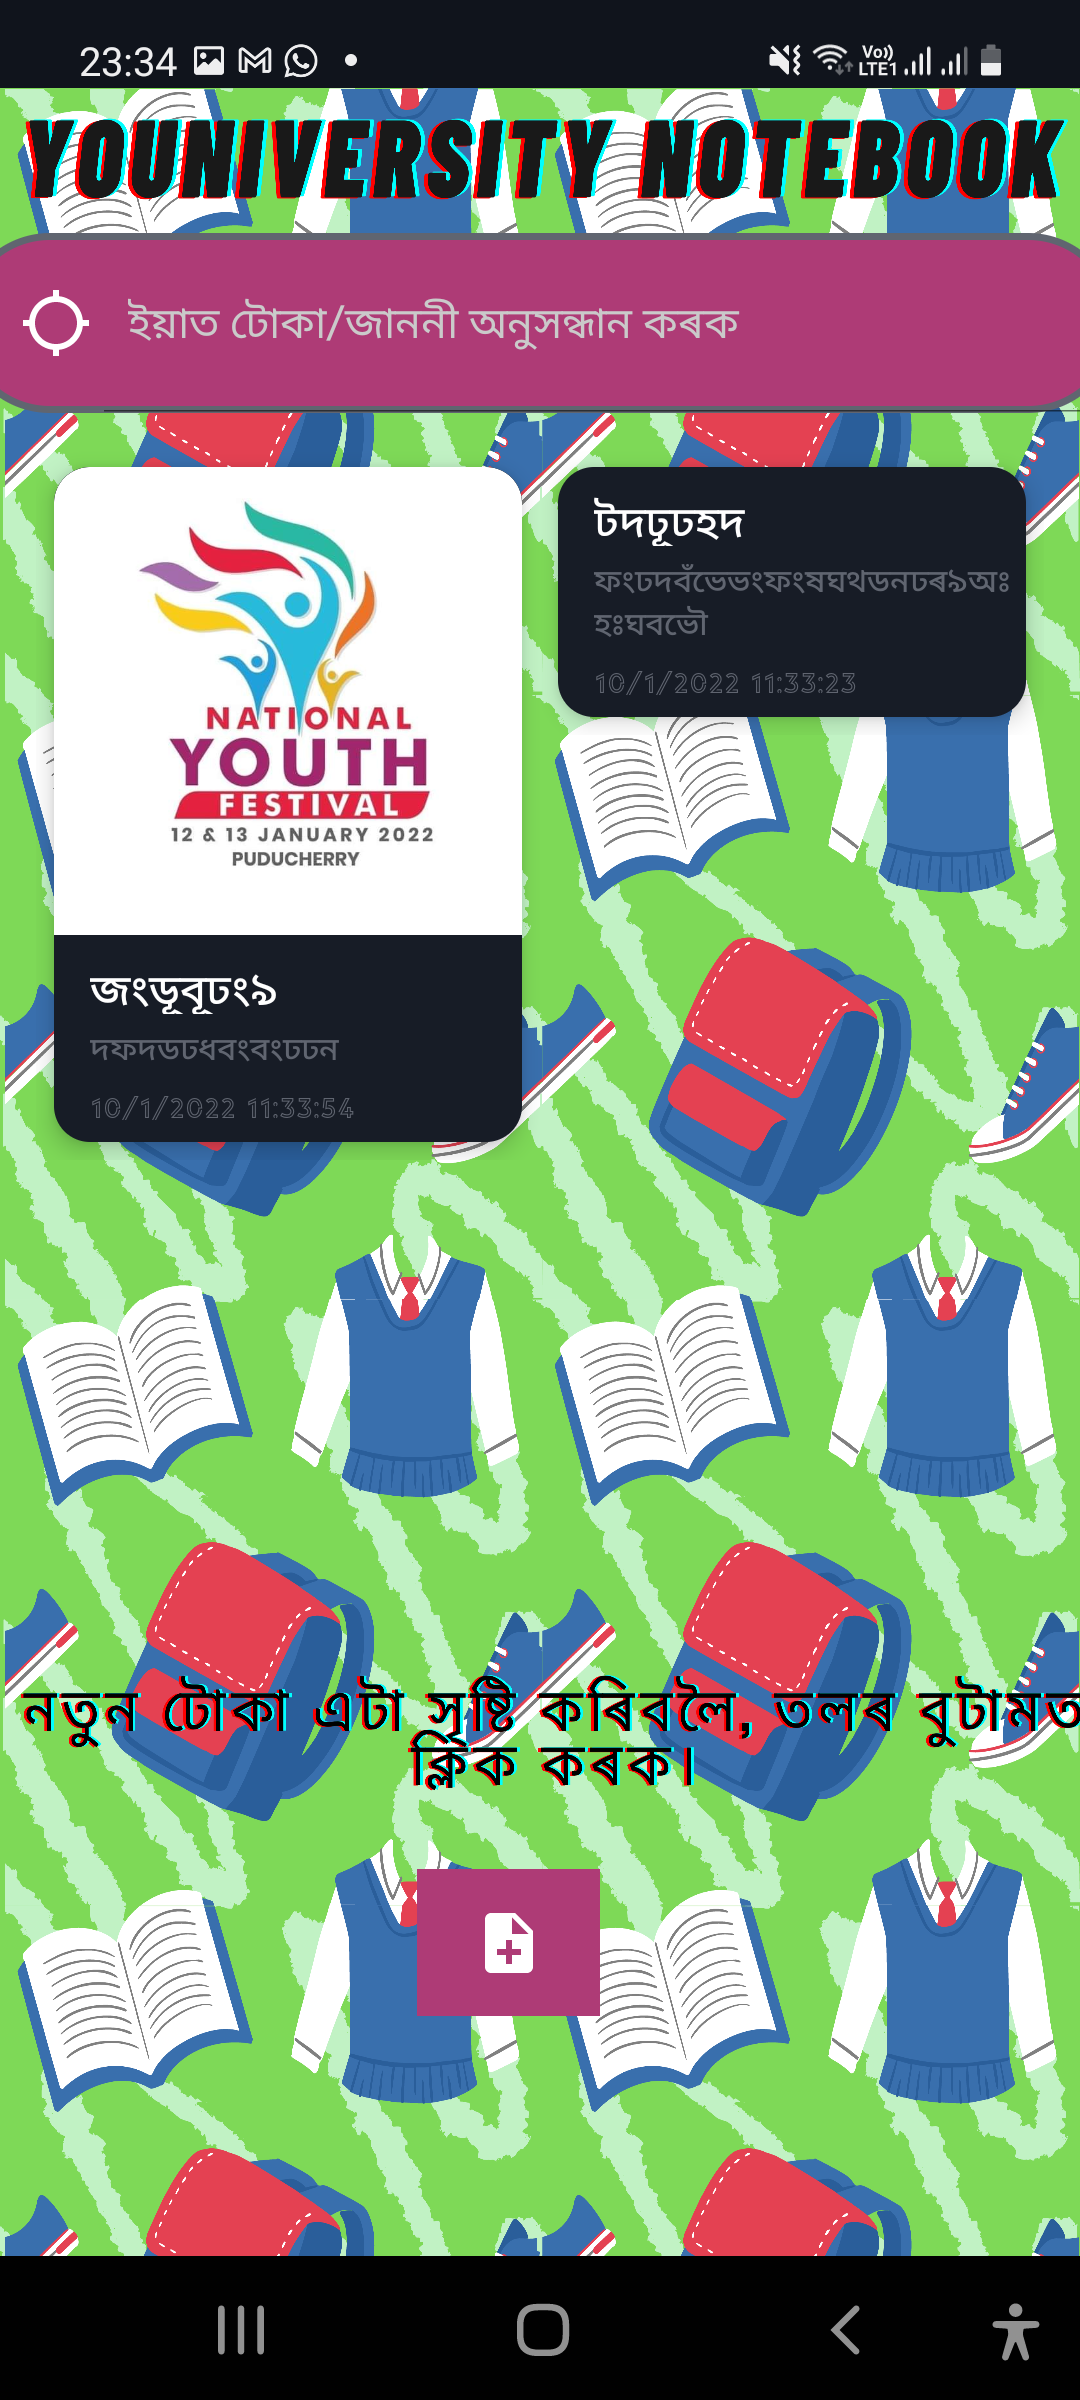 23:34
Vo))
LTE1
YOUNIVERSITY NOTEBOOK
ইয়াত টোকা/জাননী অনুসন্ধান কৰক
NATIONAL
YOUTH
FESTIVAL
12 & 13 JANUARY 2022
PUDUCHERRY
জংড়ূবূঢং৯
দফদডঢধবংবংঢঢন
10/1/2022 11:33:54
টদঢূঢহদ
ফংঢদবঁভেভংফংষঘথডনঢৰ৯অঃ
হঃঘবভৌ
10/1/2022 11:33:23
নতুন টোকা এটা সৃষ্টি কৰিবলৈ, তলৰ বুটামত
ক্লিক কৰক।